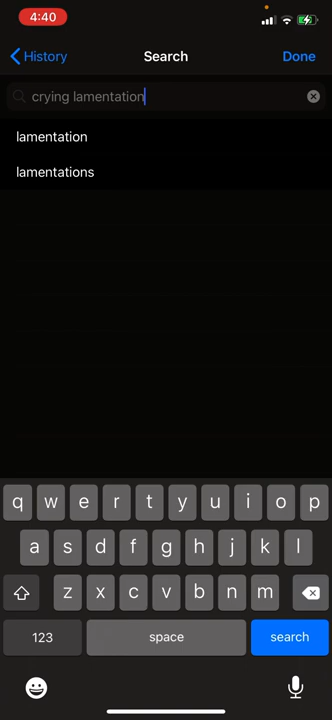 4:40
History
Search
Done
crying lamentation
lamentation
lamentations
q w e r t y u i o p
a s d f g h j k l
z x c v b n m
123 space search